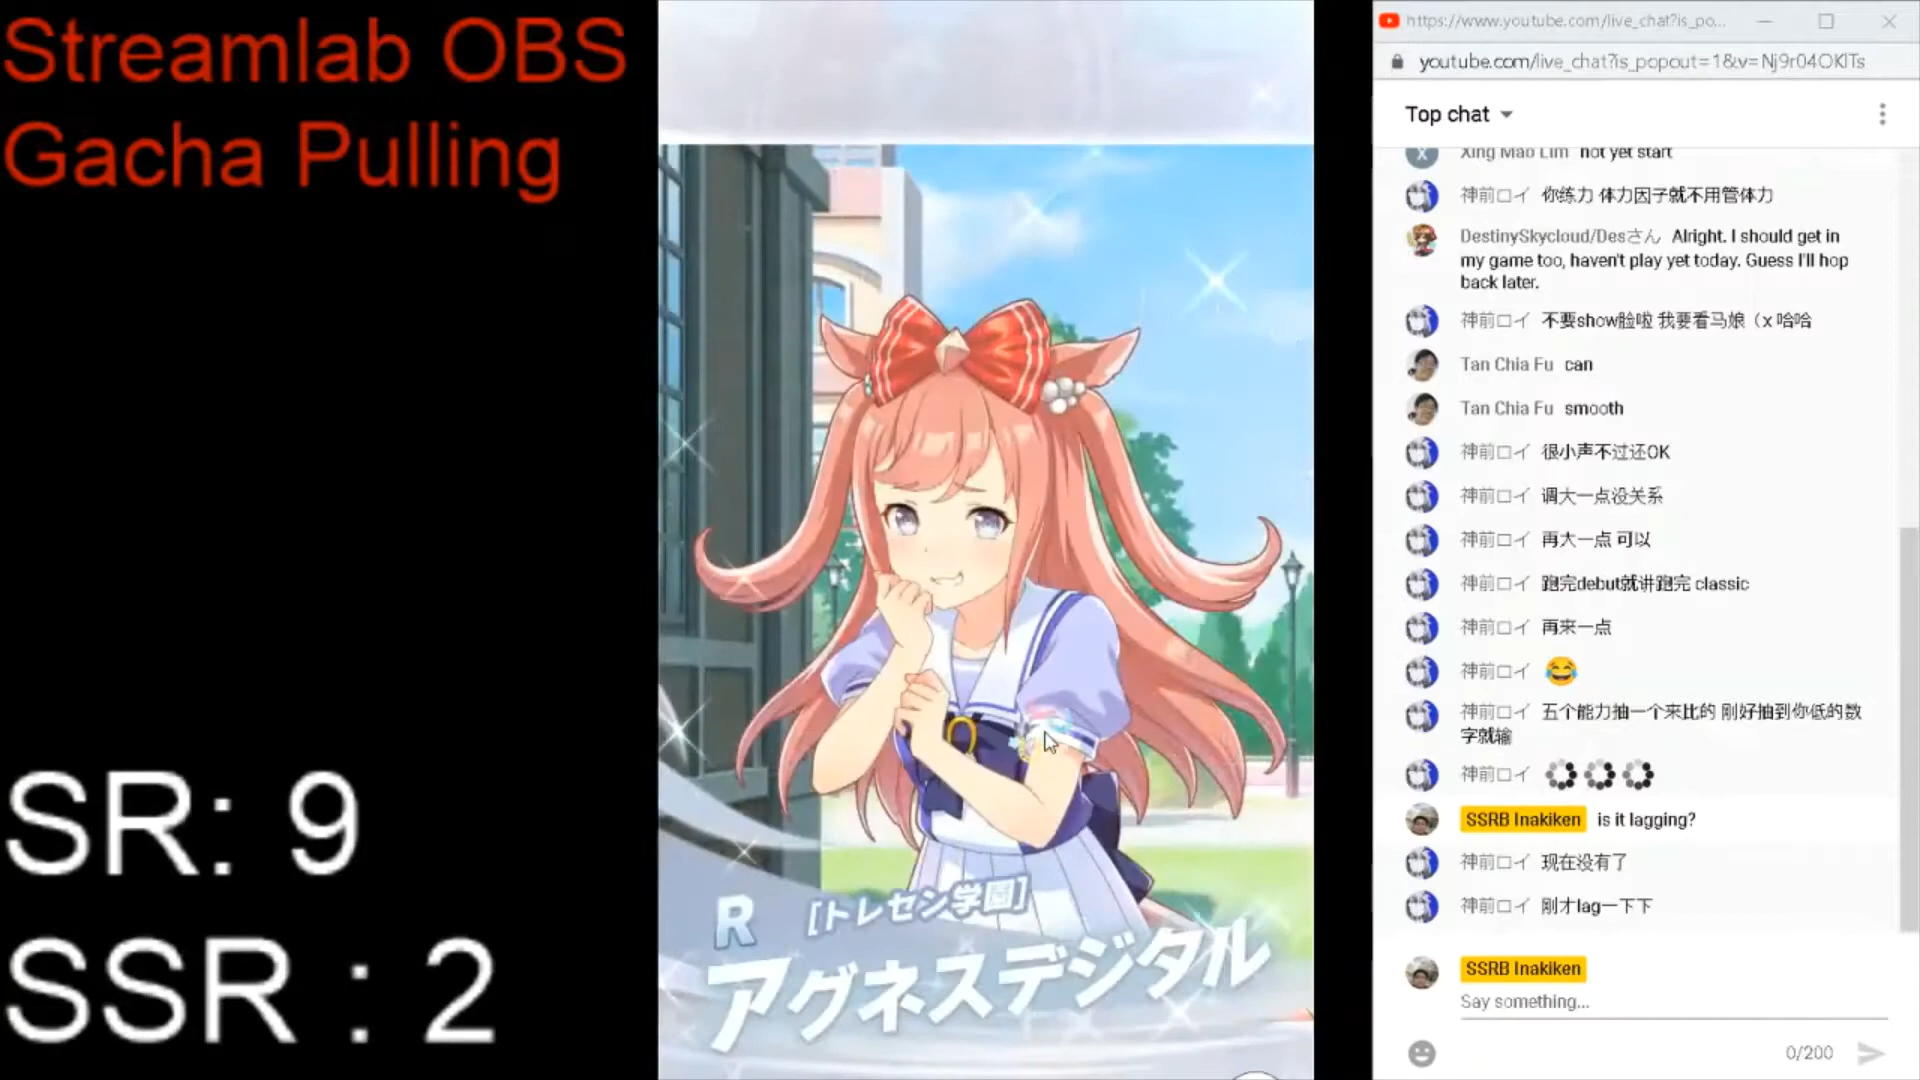 Streamlab OBS
Gacha Pulling
SR: 9
SSR : 2
R [トレセン学園]
アグネスデジタル
https://www.youtube.com/live_chat?is_po...
youtube.com/live_chat?is_popout=1&v=Nj9r04OKlTs
Top chat
X
Xing Mao Lim not yet start
神前ロイ 你练力 体力因子就不用管体力
DestinySkycloud/Desさん Alright. I should get in
my game too, haven't play yet today. Guess I'll hop
back later.
神前ロイ 不要show脸啦 我要看马娘（x 哈哈
Tan Chia Fu can
Tan Chia Fu smooth
神前ロイ 很小声不过还OK
神前ロイ 调大一点没关系
神前ロイ 再大一点 可以
神前ロイ 跑完debut就讲跑完 classic
神前ロイ 再来一点
神前ロイ 😂
神前ロイ 五个能力抽一个来比的 刚好抽到你低的数
字就输
神前ロイ
SSRB Inakiken is it lagging?
神前ロイ 现在没有了
神前ロイ 刚才lag一下下
SSRB Inakiken
Say something...
0/200